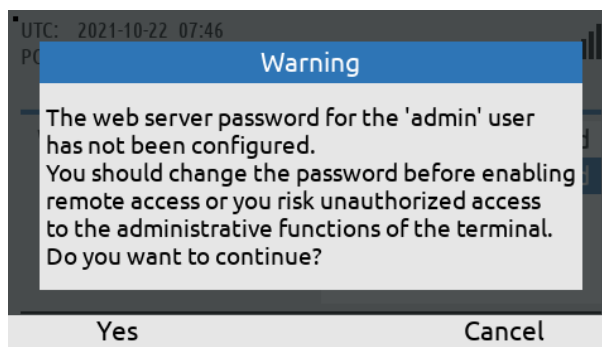 UTC: 2021-10-22 07:46
Warning
The web server password for the 'admin' user
has not been configured.
You should change the password before enabling
remote access or you risk unauthorized access
to the administrative functions of the terminal.
Do you want to continue?
Yes Cancel